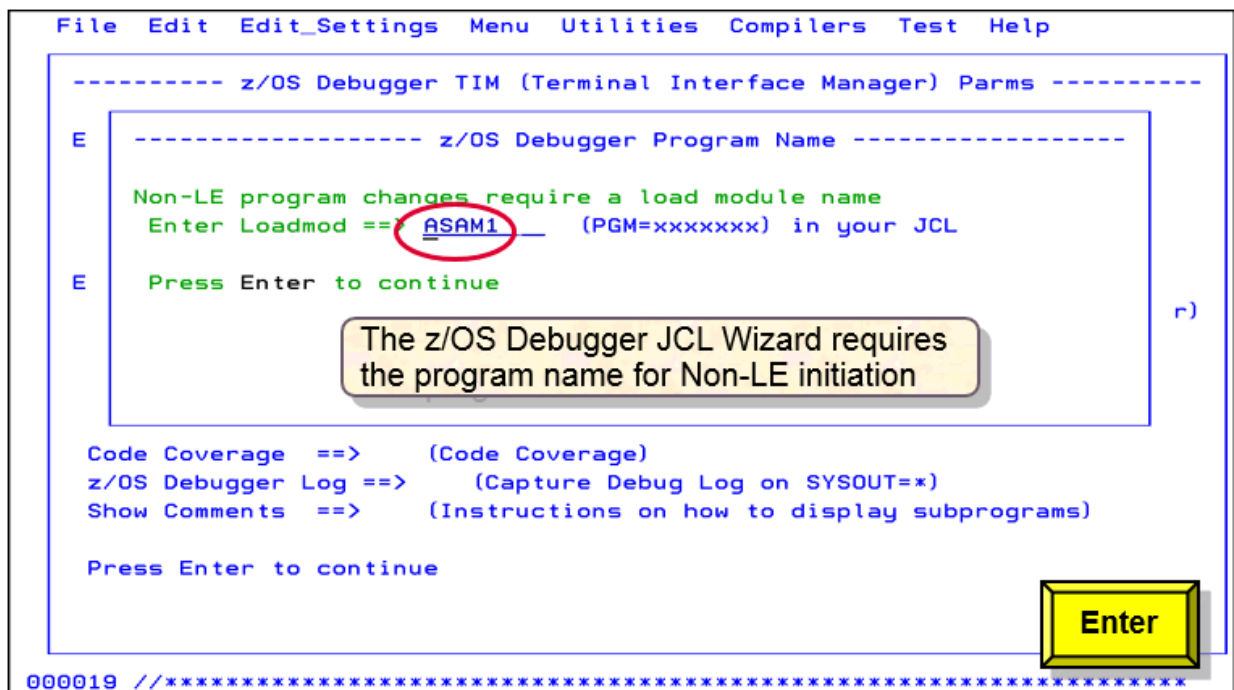 File Edit Edit_Settings Menu Utilities Compilers Test Help
---------- z/OS Debugger TIM (Terminal Interface Manager) Parms ----------
E ------------------- z/OS Debugger Program Name ------------------
Non-LE program changes require a load module name
Enter Loadmod ==> ASAM1 __ (PGM=xxxxxxx) in your JCL
E Press Enter to continue
r)
The z/OS Debugger JCL Wizard requires
the program name for Non-LE initiation
Code Coverage ==> (Code Coverage)
z/OS Debugger Log ==> (Capture Debug Log on SYSOUT=*)
Show Comments ==> (Instructions on how to display subprograms)
Press Enter to continue
Enter
000019 //*******************************************************************